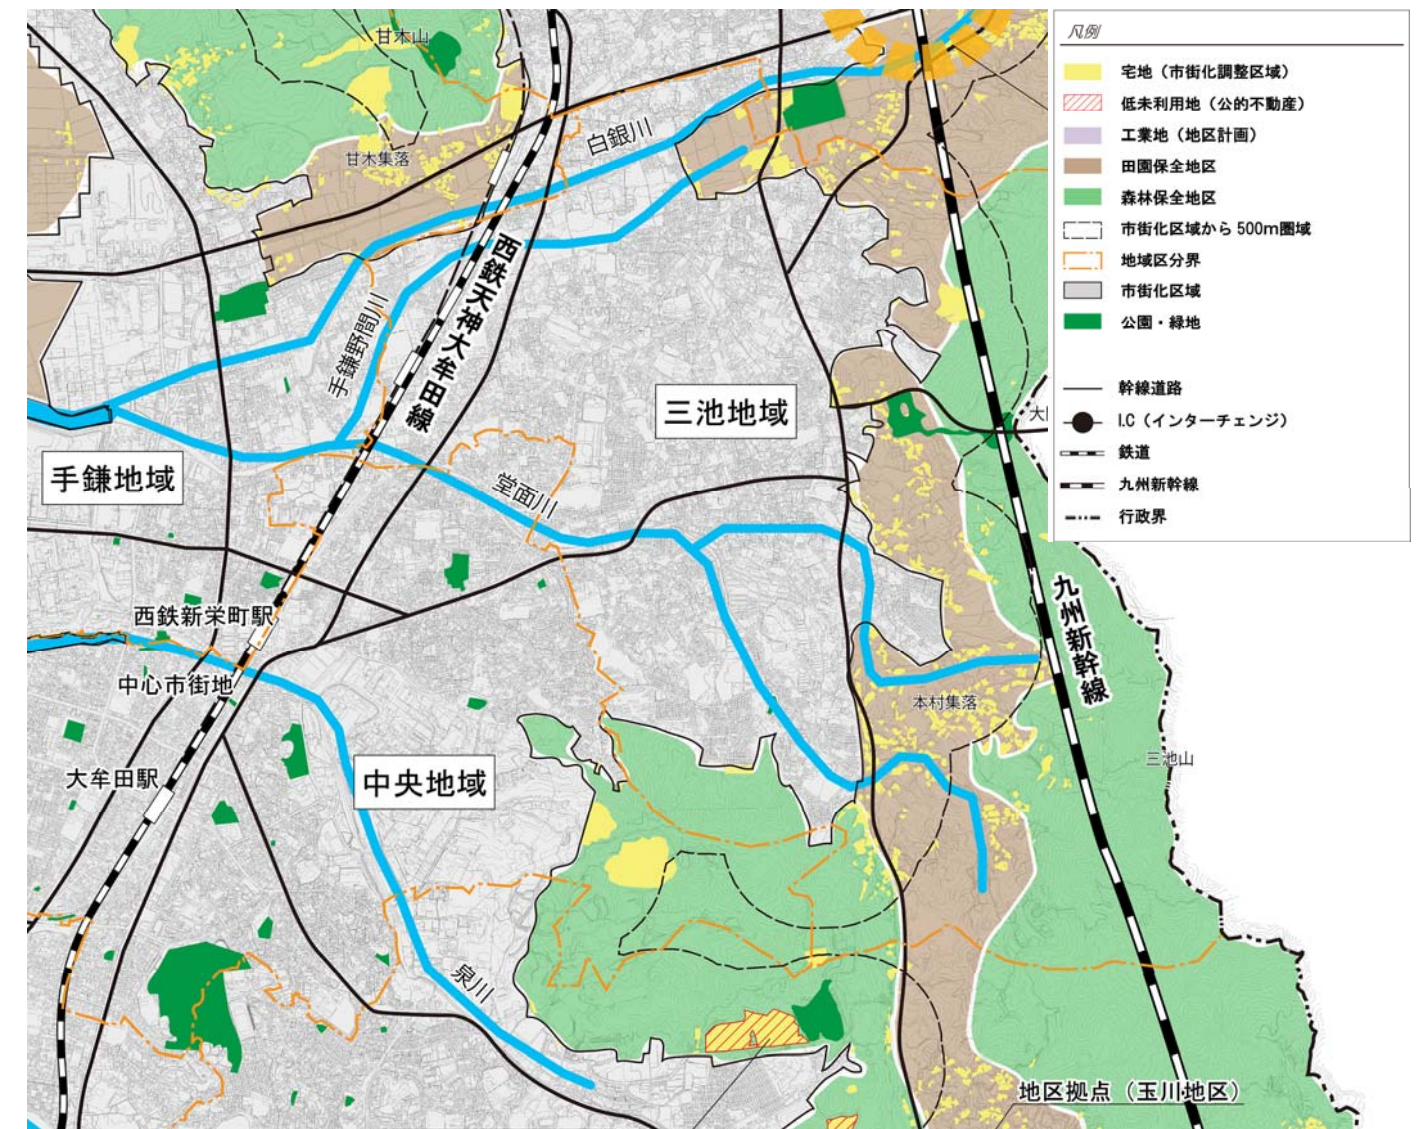 凡例
宅地（市街化調整区域）
低未利用地（公的不動産）
工業地（地区計画）
田園保全地区
森林保全地区
市街化区域から500m圏域
地域区分界
市街化区域
公園・緑地
幹線道路
I.C（インターチェンジ）
鉄道
九州新幹線
行政界
甘木山
甘木集落
白銀川
西鉄天神大牟田線
手鎌野間川
三池地域
手鎌地域
堂面川
西鉄新栄町駅
中心市街地
大牟田駅
中央地域
九州新幹線
本村集落
三池山
泉川
地区拠点（玉川地区）